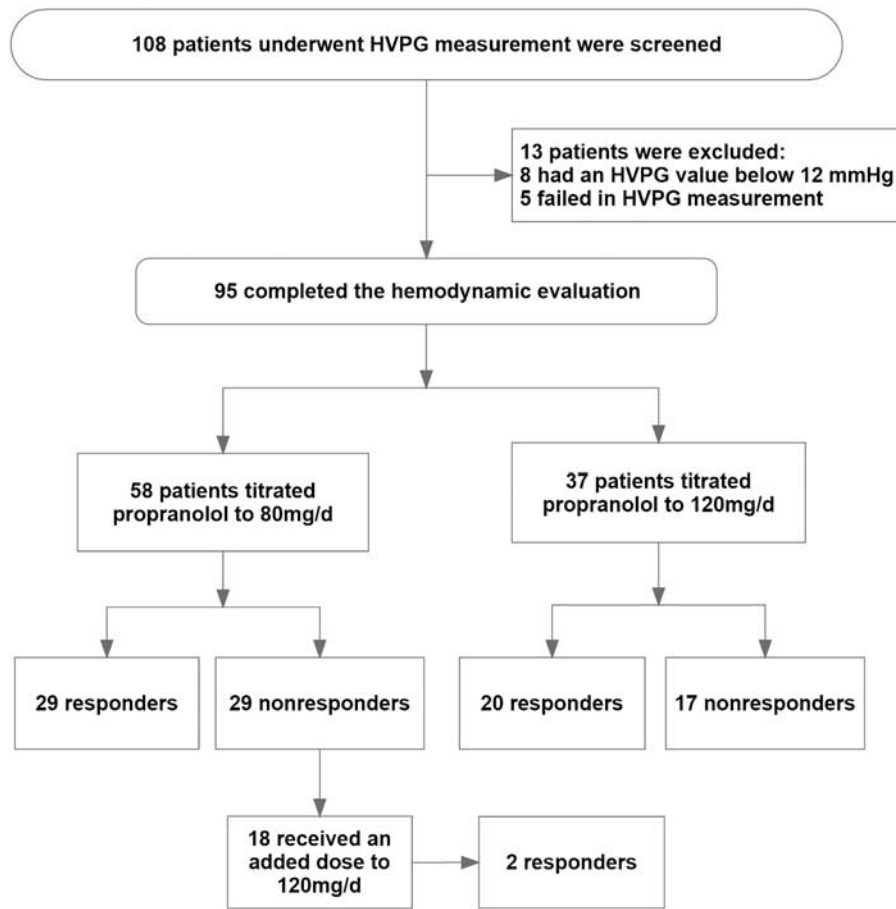 108 patients underwent HVPG measurement were screened
13 patients were excluded:
8 had an HVPG value below 12 mmHg
5 failed in HVPG measurement
95 completed the hemodynamic evaluation
58 patients titrated
propranolol to 80mg/d
37 patients titrated
propranolol to 120mg/d
29 responders
29 nonresponders
20 responders
17 nonresponders
18 received an
added dose to
120mg/d
2 responders